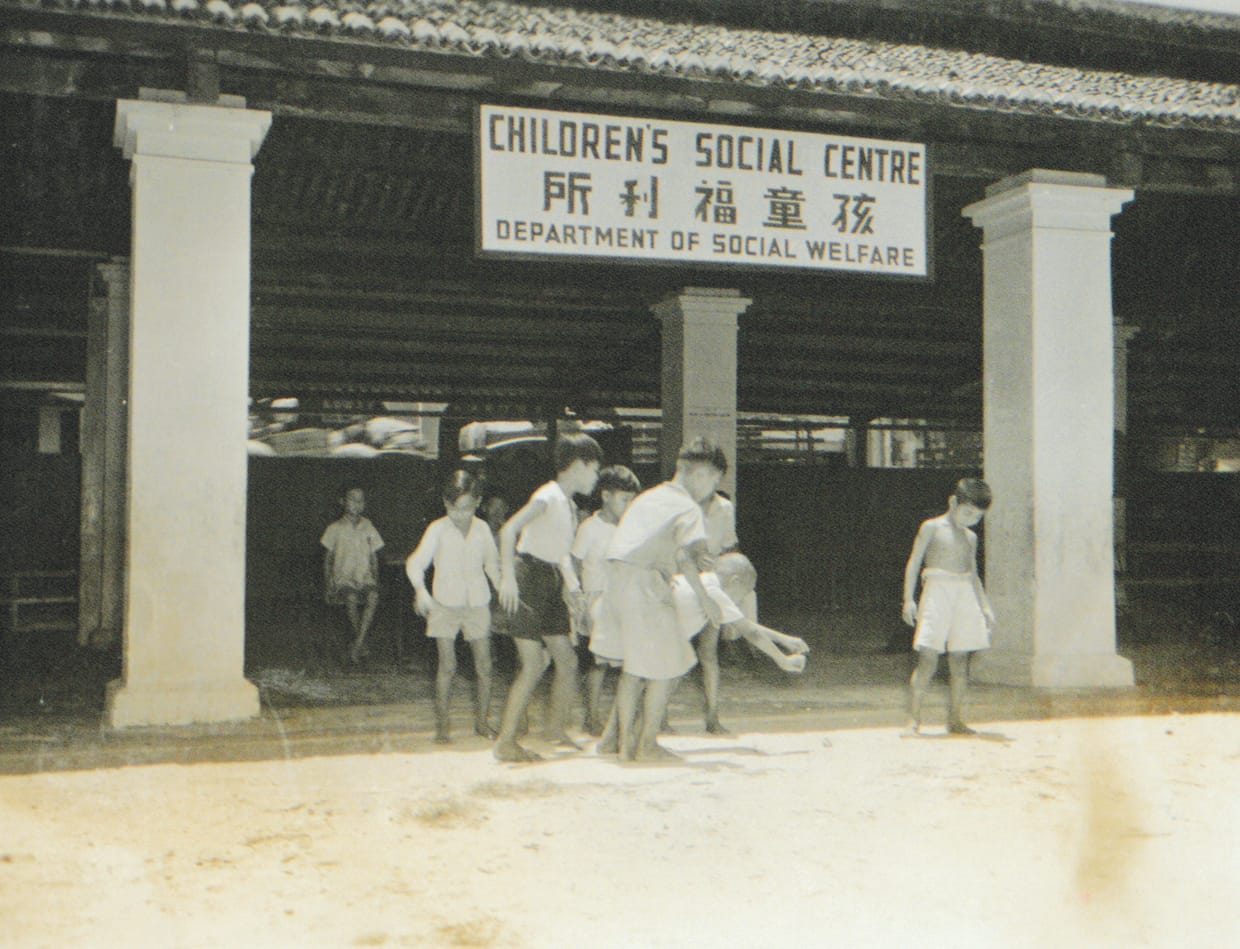 CHILDREN'S SOCIAL CENTRE
孩童福利所
DEPARTMENT OF SOCIAL WELFARE